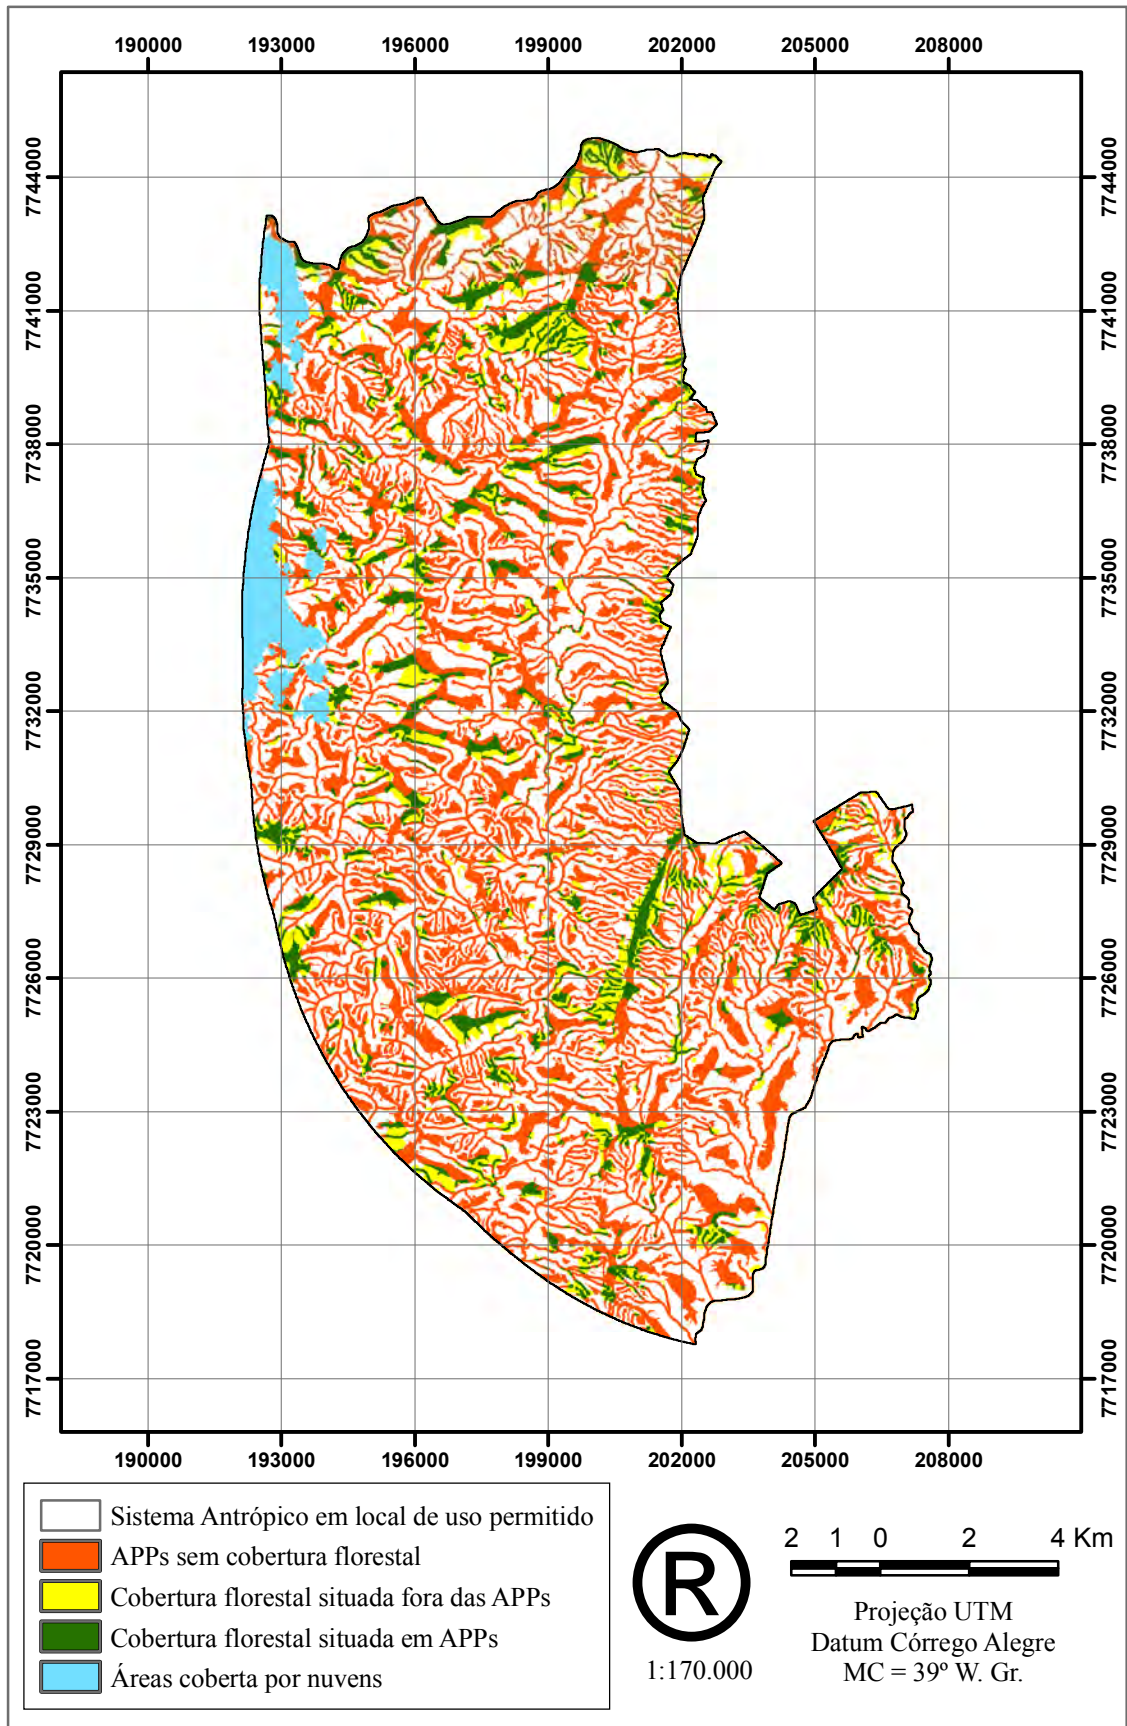 190000 193000 196000 199000 202000 205000 208000
7744000 7744000
7741000 7741000
7738000 7738000
7735000 7735000
7732000 7732000
7729000 7729000
7726000 7726000
7723000 7723000
7720000 7720000
7717000 7717000
190000 193000 196000 199000 202000 205000 208000
Sistema Antrópico em local de uso permitido
APPs sem cobertura florestal
Cobertura florestal situada fora das APPs
Cobertura florestal situada em APPs
Áreas coberta por nuvens
R
1:170.000
2 1 0 2 4 Km
Projeção UTM
Datum Córrego Alegre
MC = 39º W. Gr.